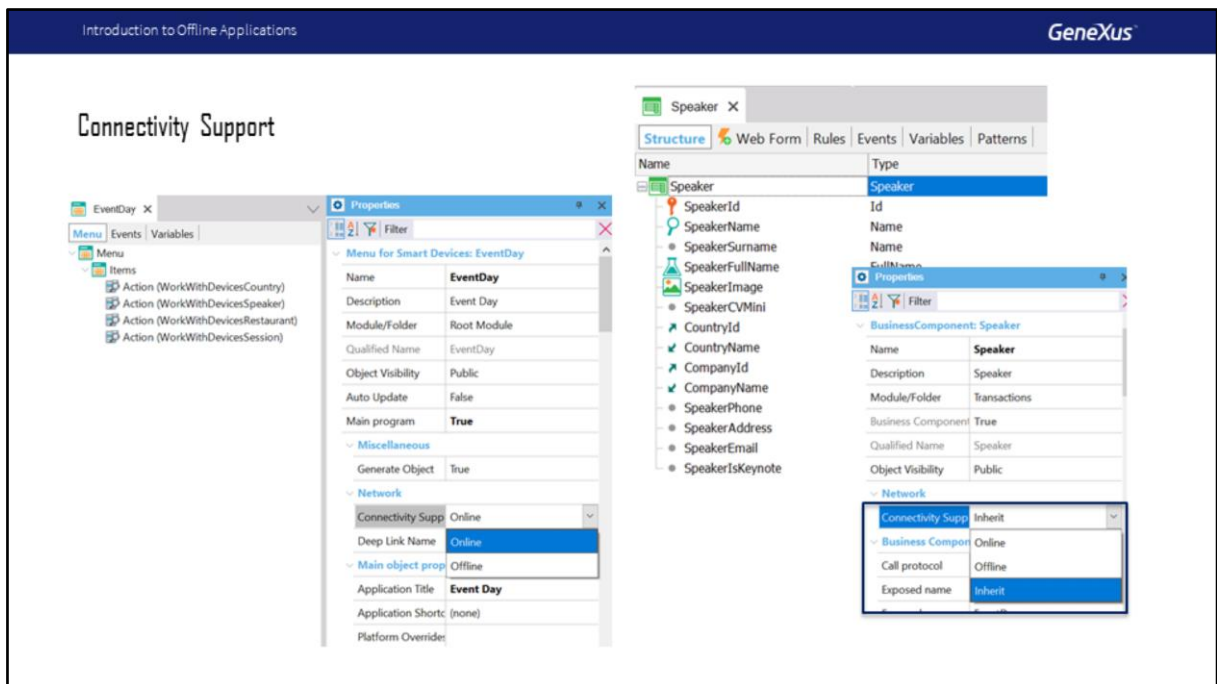 Introduction to Offline Applications
GeneXus™
Connectivity Support
EventDay
Menu Events Variables
Menu
Items
Action (WorkWithDevicesCountry)
Action (WorkWithDevicesSpeaker)
Action (WorkWithDevicesRestaurant)
Action (WorkWithDevicesSession)
Properties
Filter
Menu for Smart Devices: EventDay
Name EventDay
Description Event Day
Module/Folder Root Module
Qualified Name EventDay
Object Visibility Public
Auto Update False
Main program True
Miscellaneous
Generate Object True
Network
Connectivity Supp Online
Deep Link Name Online
Main object prop Offline
Application Title Event Day
Application Shortc (none)
Platform Overrides
Speaker
Structure Web Form Rules Events Variables Patterns
Name Type
Speaker Speaker
SpeakerId Id
SpeakerName Name
SpeakerSurname Name
SpeakerFullName FullName
SpeakerImage
SpeakerCVMini
CountryId
CountryName
CompanyId
CompanyName
SpeakerPhone
SpeakerAddress
SpeakerEmail
SpeakerIsKeynote
Properties
Filter
BusinessComponent: Speaker
Name Speaker
Description Speaker
Module/Folder Transactions
Business Component True
Qualified Name Speaker
Object Visibility Public
Network
Connectivity Supp Inherit
Business Compon Online
Call protocol Offline
Exposed name Inherit